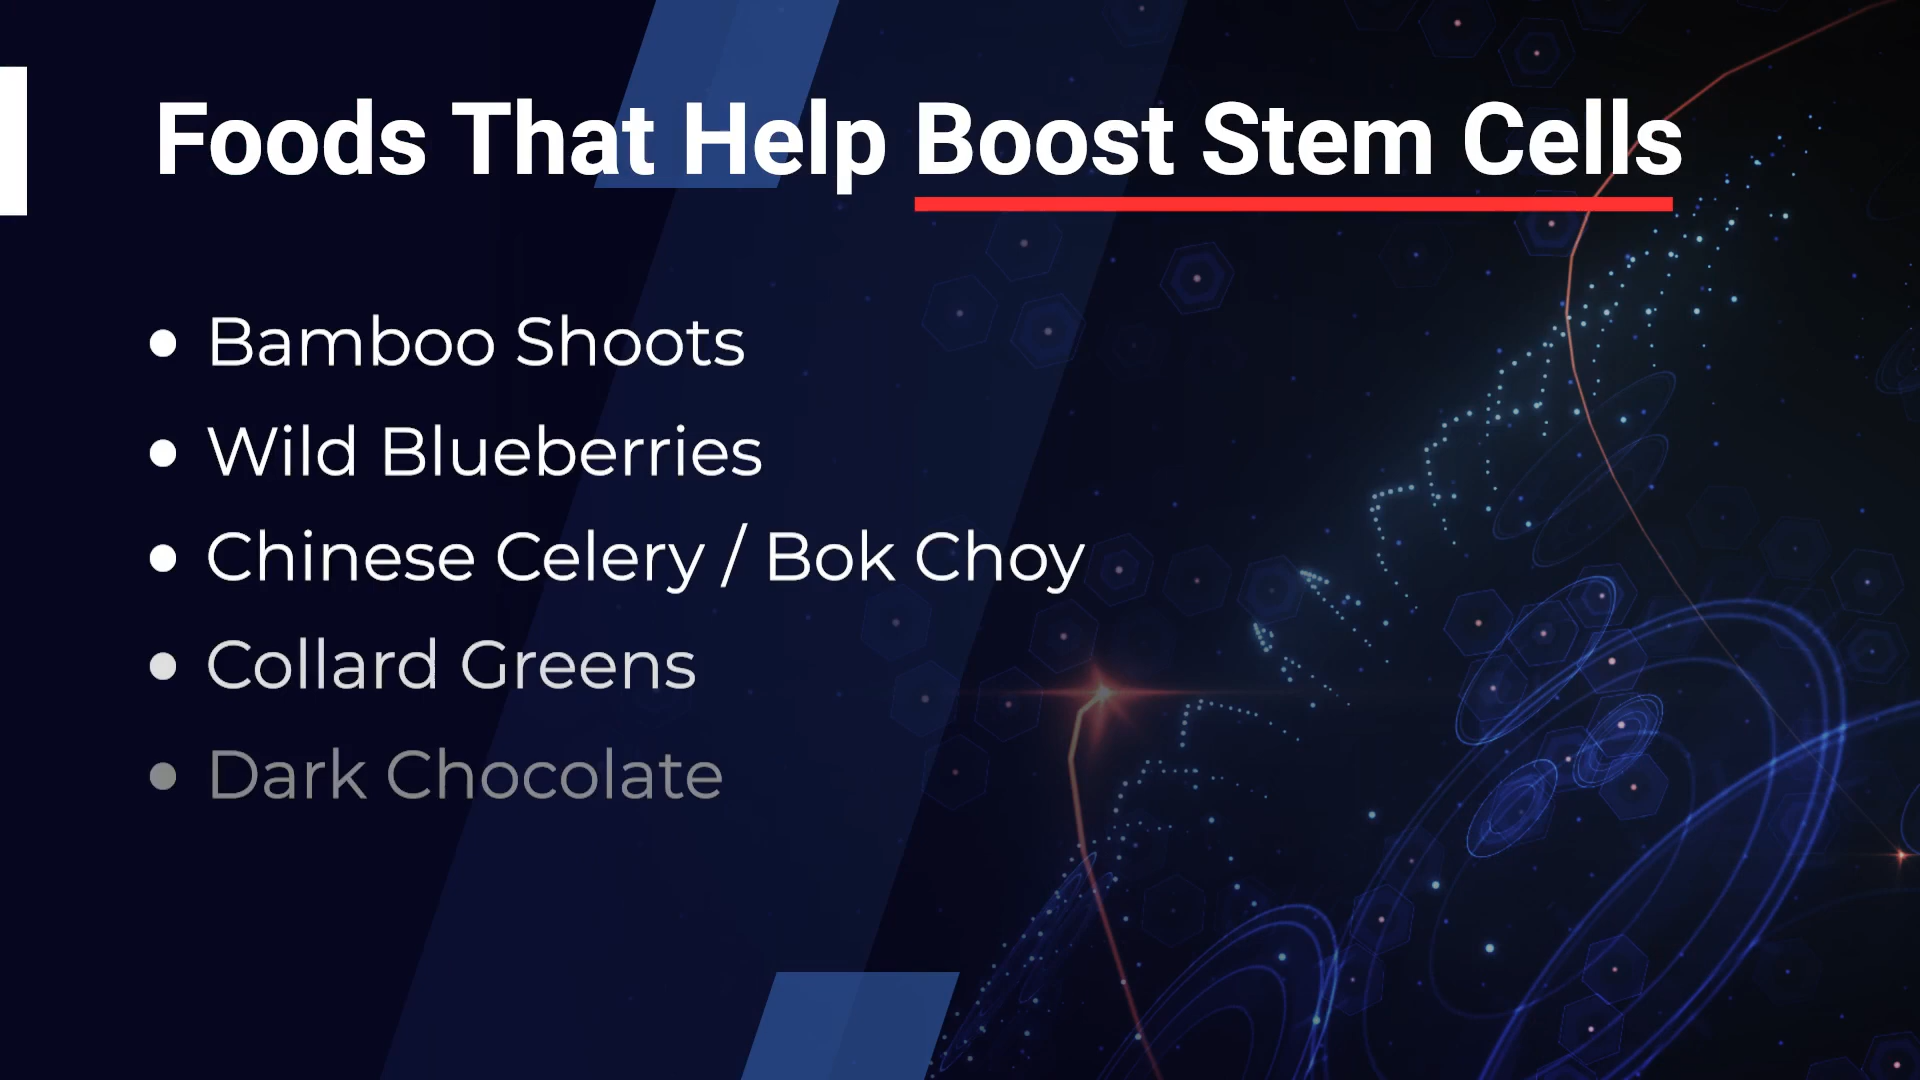 Foods That Help Boost Stem Cells
• Bamboo Shoots
• Wild Blueberries
• Chinese Celery / Bok Choy
• Collard Greens
• Dark Chocolate